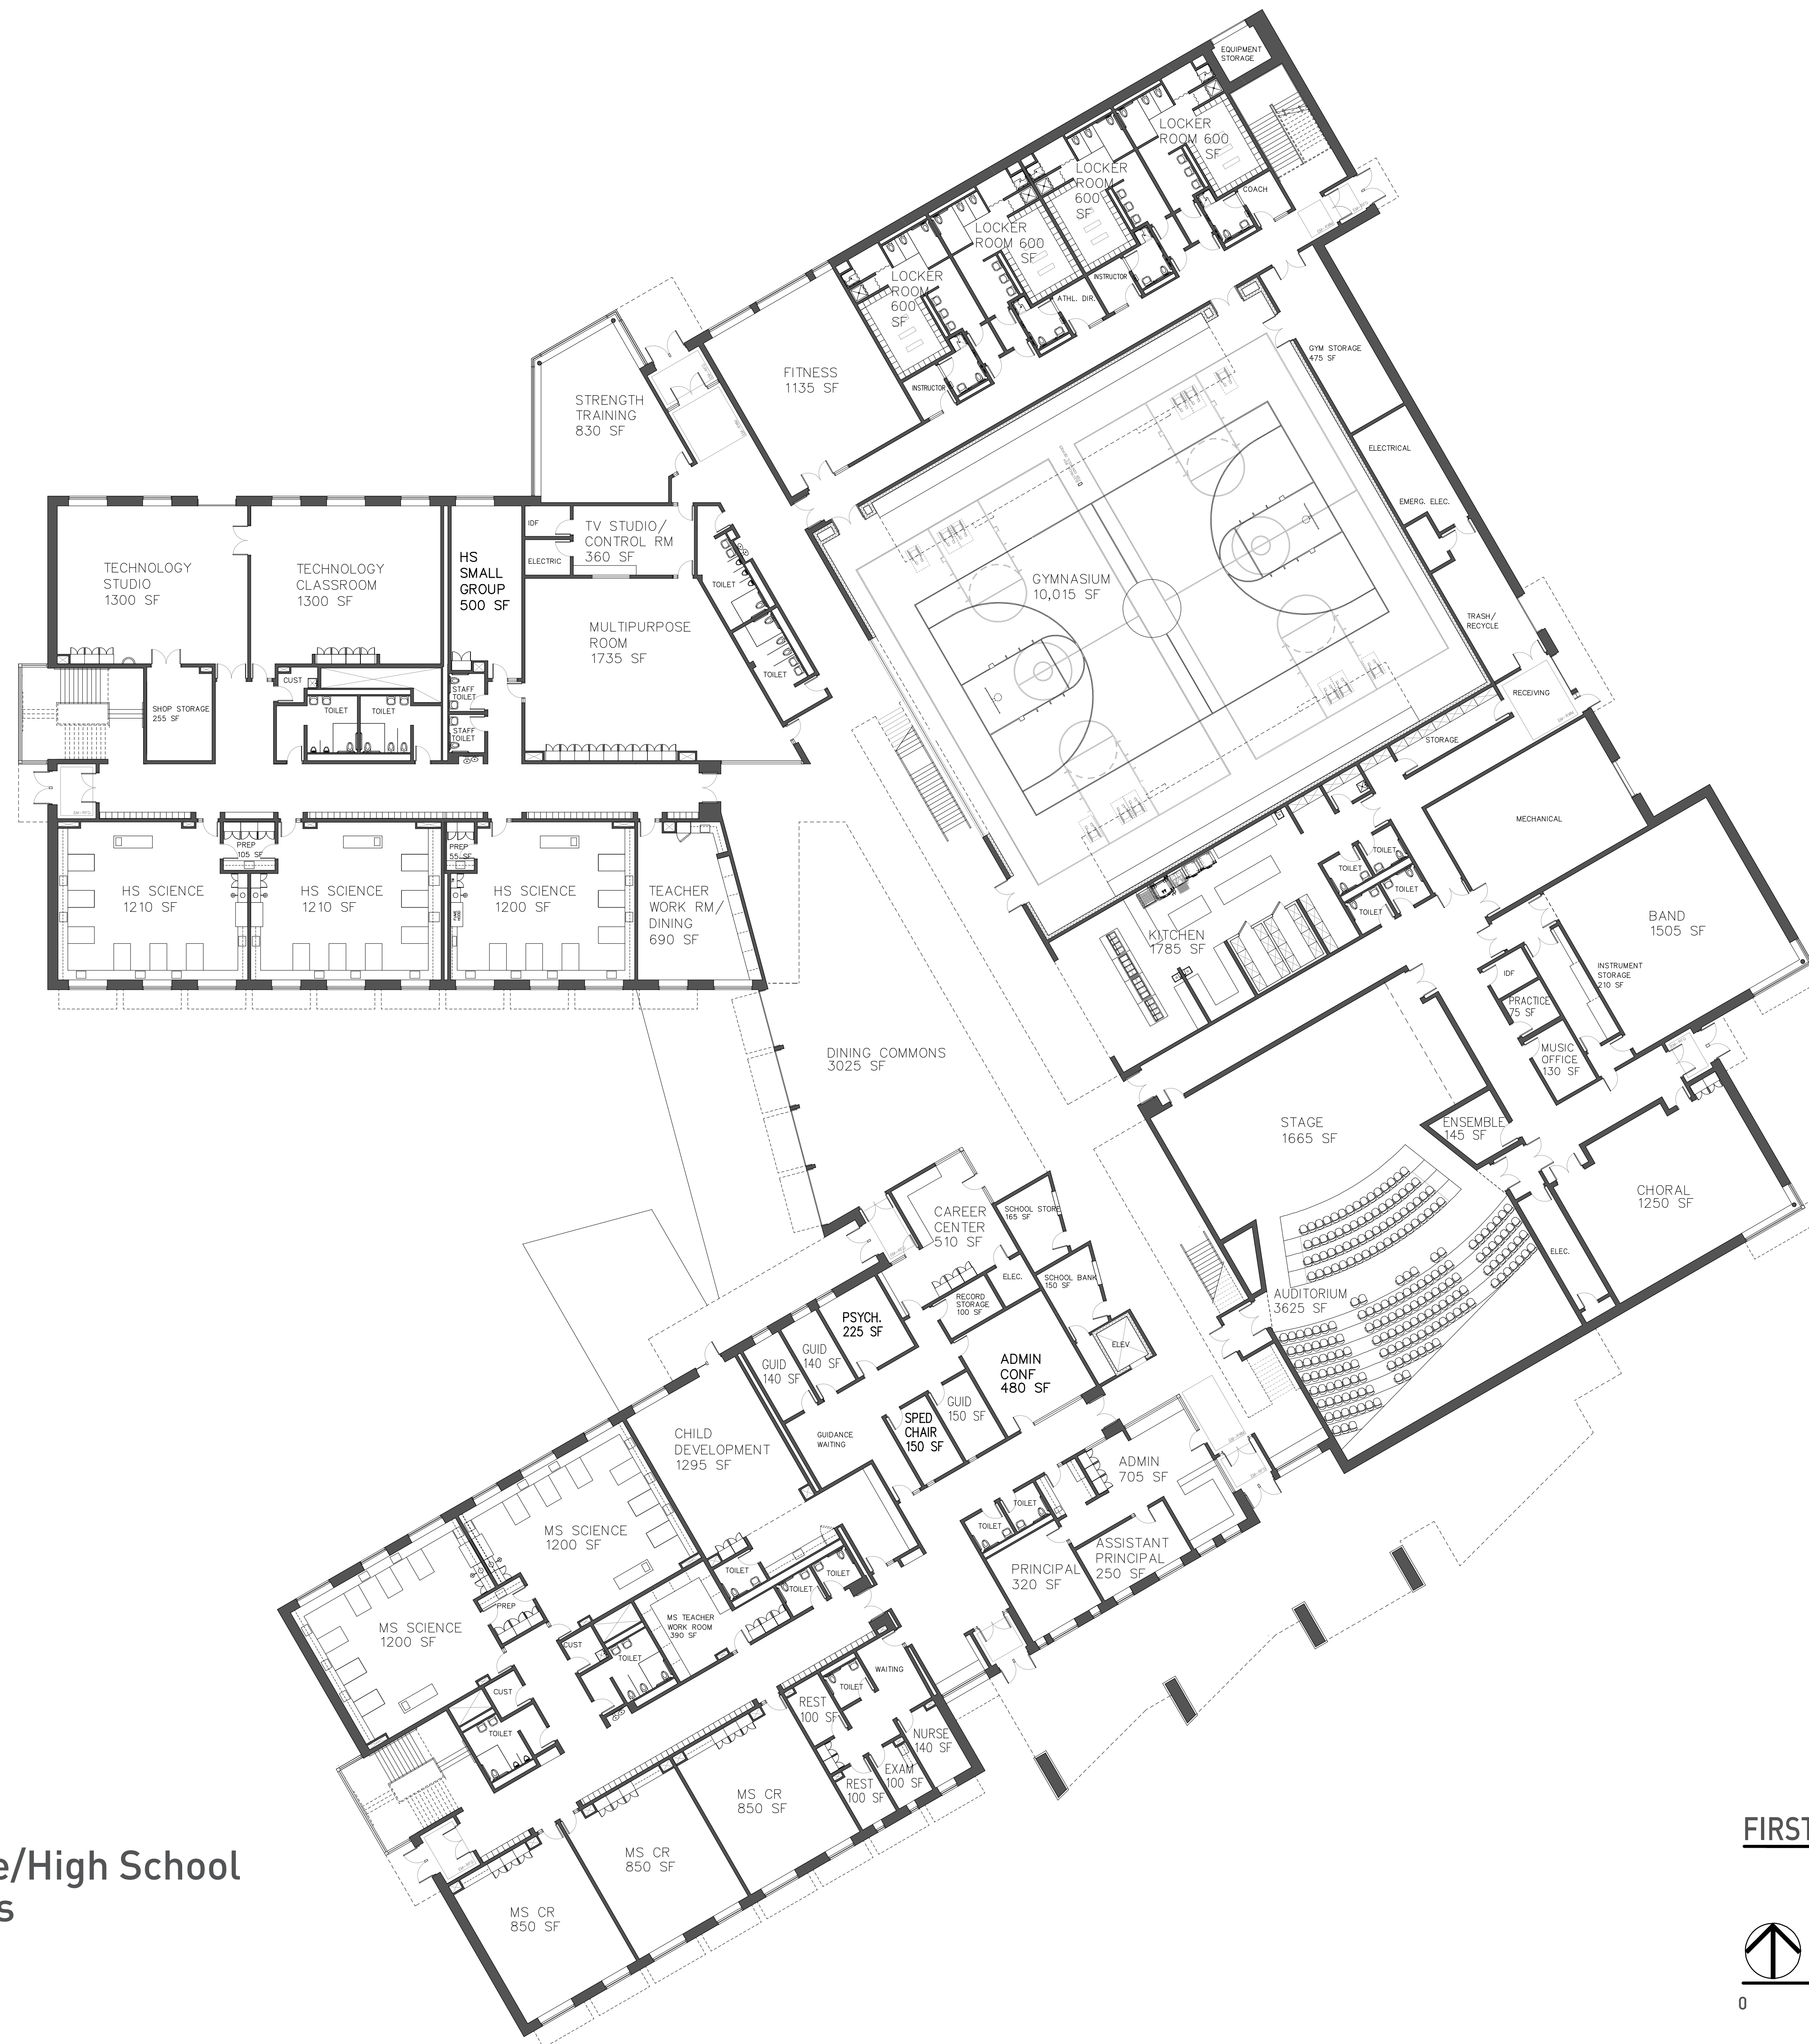 EQUIPMENT
STORAGE
LOCKER
ROOM 600
SF
LOCKER
ROOM
600
SF
COACH
LOCKER
ROOM 600
SF
LOCKER
ROOM
600
SF
INSTRUCTOR
ATHL. DIR.
INSTRUCTOR
FITNESS
1135 SF
STRENGTH
TRAINING
830 SF
GYM STORAGE
475 SF
ELECTRICAL
EMERG. ELEC.
TRASH/
RECYCLE
GYMNASIUM
10,015 SF
IDF
ELECTRIC
TV STUDIO/
CONTROL RM
360 SF
TOILET
TOILET
TECHNOLOGY
STUDIO
1300 SF
TECHNOLOGY
CLASSROOM
1300 SF
HS
SMALL
GROUP
500 SF
MULTIPURPOSE
ROOM
1735 SF
SHOP STORAGE
255 SF
CUST
TOILET
TOILET
STAFF
TOILET
STAFF
TOILET
RECEIVING
STORAGE
MECHANICAL
PREP
105 SF
PREP
55 SF
HS SCIENCE
1210 SF
HS SCIENCE
1210 SF
HS SCIENCE
1200 SF
FUME
HOOD
TEACHER
WORK RM/
DINING
690 SF
TOILET
TOILET
TOILET
TOILET
KITCHEN
1785 SF
BAND
1505 SF
INSTRUMENT
STORAGE
210 SF
IDF
PRACTICE
75 SF
MUSIC
OFFICE
130 SF
DINING COMMONS
3025 SF
STAGE
1665 SF
ENSEMBLE
145 SF
CHORAL
1250 SF
ELEC.
AUDITORIUM
3625 SF
CAREER
CENTER
510 SF
SCHOOL STORE
165 SF
ELEC.
SCHOOL BANK
150 SF
RECORD
STORAGE
100 SF
ELEV
PSYCH.
225 SF
GUID
140 SF
GUID
140 SF
ADMIN
CONF
480 SF
GUID
150 SF
SPED
CHAIR
150 SF
GUIDANCE
WAITING
CHILD
DEVELOPMENT
1295 SF
ADMIN
705 SF
TOILET
TOILET
ASSISTANT
PRINCIPAL
250 SF
PRINCIPAL
320 SF
MS SCIENCE
1200 SF
MS SCIENCE
1200 SF
PREP
TOILET
TOILET
TOILET
MS TEACHER
WORK ROOM
390 SF
CUST
TOILET
CUST
TOILET
WAITING
TOILET
REST
100 SF
NURSE
140 SF
EXAM
100 SF
REST
100 SF
MS CR
850 SF
MS CR
850 SF
MS CR
850 SF
e/High School
s
FIRST
0